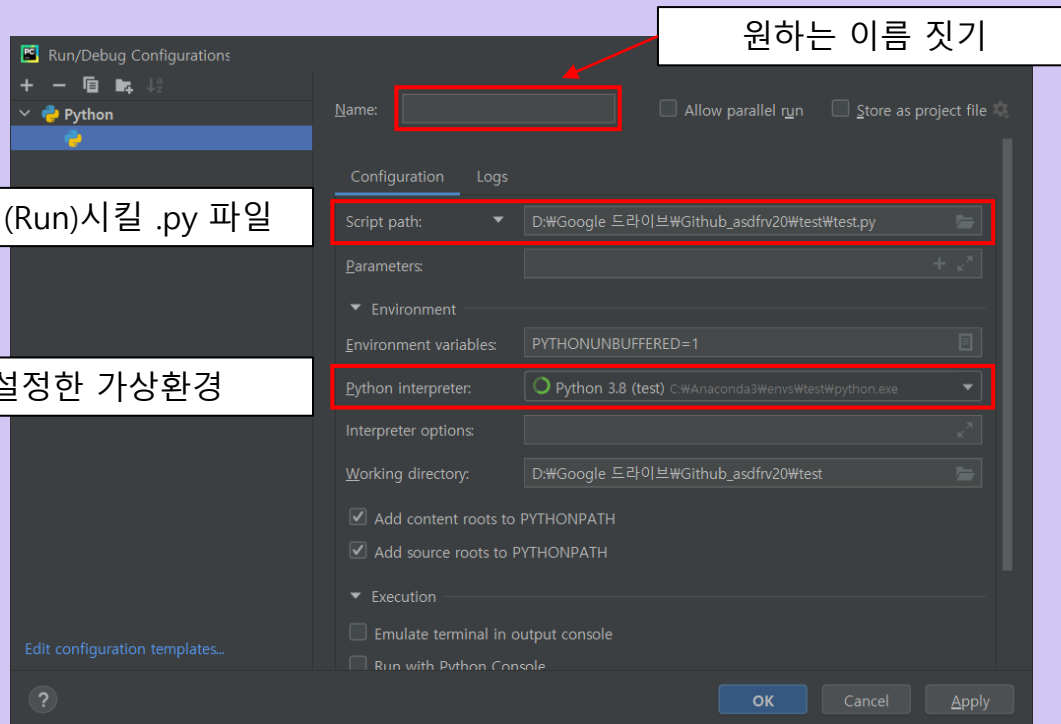 원하는 이름 짓기
Run/Debug Configurations
Python
Name:
Allow parallel run
Store as project file
Configuration
Logs
(Run)시킬 .py 파일
Script path:
D:₩Google 드라이브₩Github_asdfrv20₩test₩test.py
Parameters:
Environment
Environment variables:
PYTHONUNBUFFERED=1
설정한 가상환경
Python interpreter:
Python 3.8 (test) C:₩Anaconda3₩envs₩test₩python.exe
Interpreter options:
Working directory:
D:₩Google 드라이브₩Github_asdfrv20₩test
Add content roots to PYTHONPATH
Add source roots to PYTHONPATH
Execution
Emulate terminal in output console
Run with Python Console
Edit configuration templates...
?
OK
Cancel
Apply